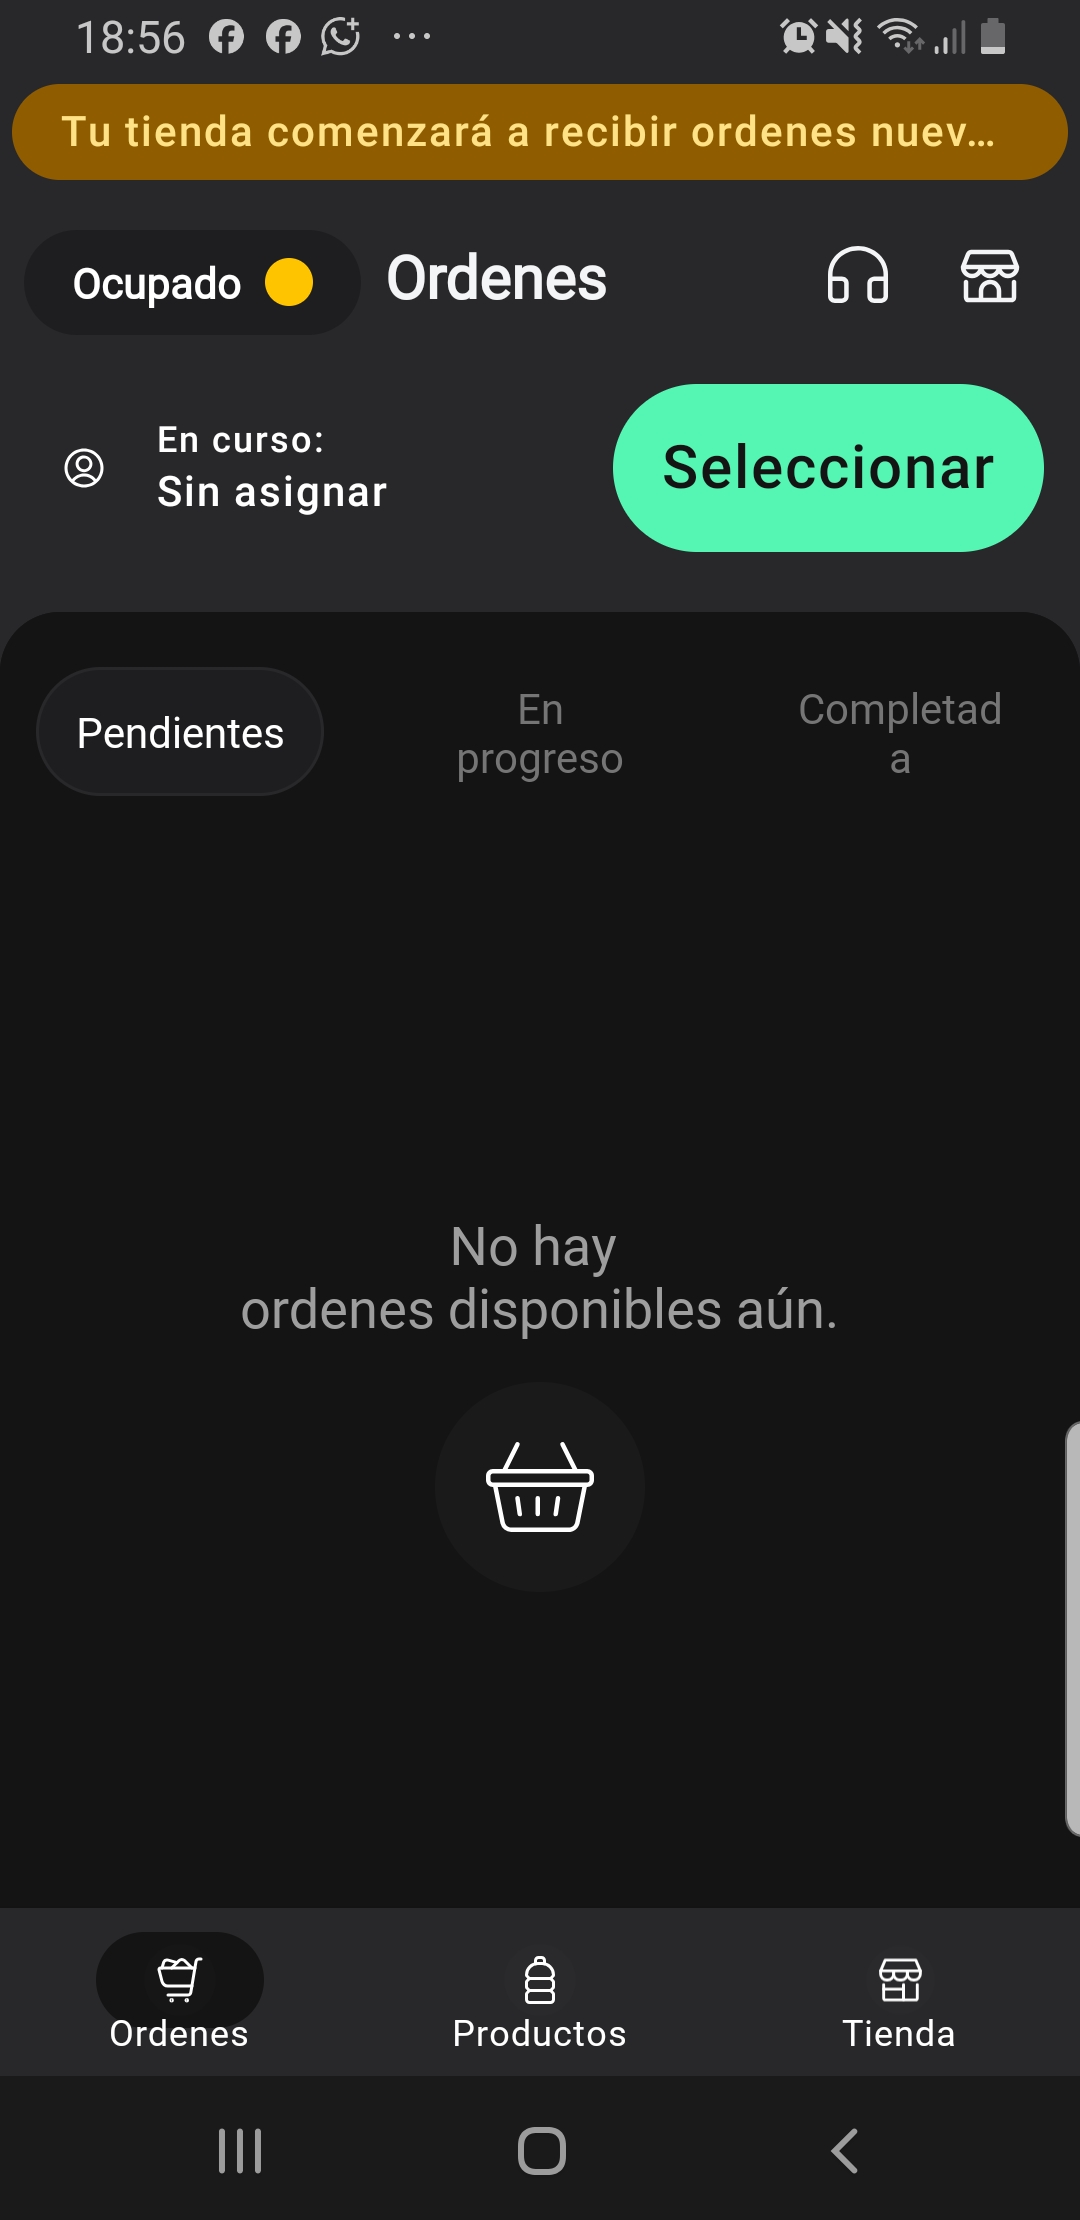 18:56
Tu tienda comenzará a recibir ordenes nuev...
Ocupado
Ordenes
En curso:
Sin asignar
Seleccionar
Pendientes
En
progreso
Completad
a
No hay
ordenes disponibles aún.
Ordenes
Productos
Tienda